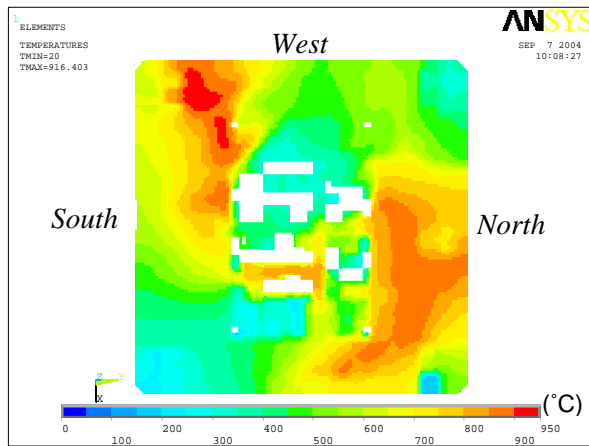 1
ELEMENTS
TEMPERATURES
TMIN=20
TMAX=916.403
ANSYS
SEP 7 2004
10:08:27
West
South
North
Z Y
X
(°C)
0 200 400 600 800 950
100 300 500 700 900